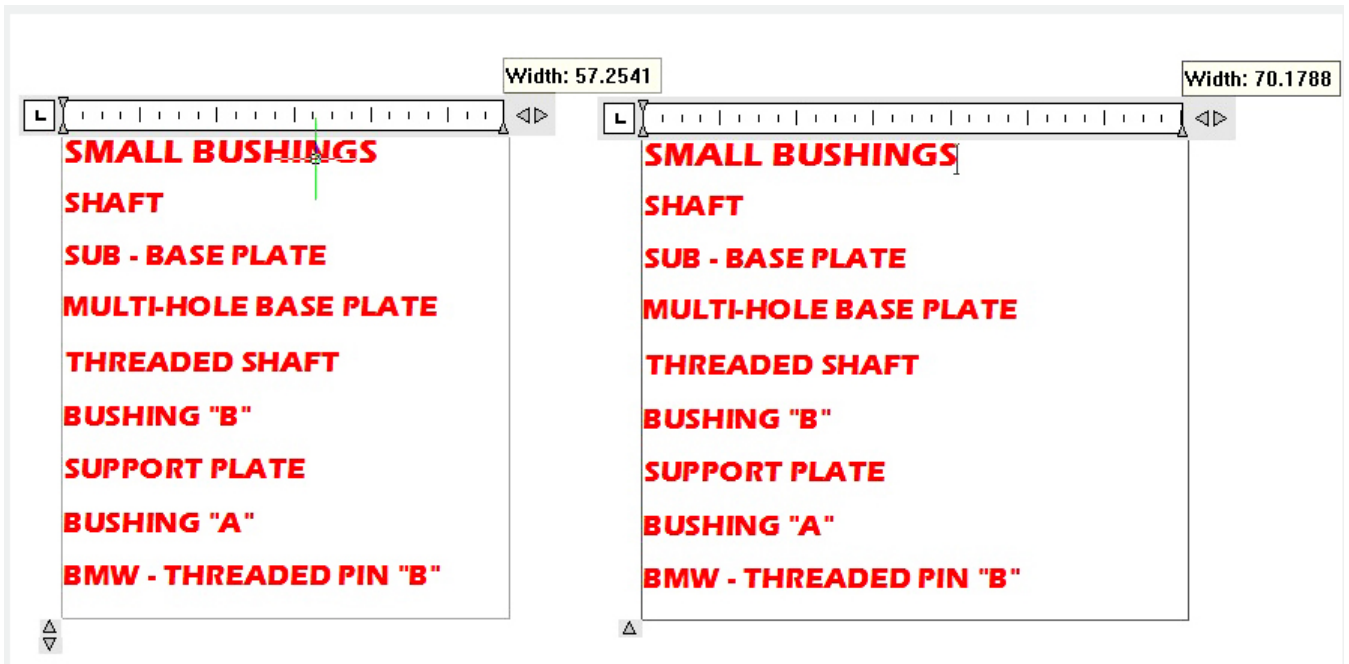 Width: 57.2541
SMALL BUSHINGS
SHAFT
SUB - BASE PLATE
MULTI-HOLE BASE PLATE
THREADED SHAFT
BUSHING "B"
SUPPORT PLATE
BUSHING "A"
BMW - THREADED PIN "B"
Width: 70.1788
SMALL BUSHINGS
SHAFT
SUB - BASE PLATE
MULTI-HOLE BASE PLATE
THREADED SHAFT
BUSHING "B"
SUPPORT PLATE
BUSHING "A"
BMW - THREADED PIN "B"